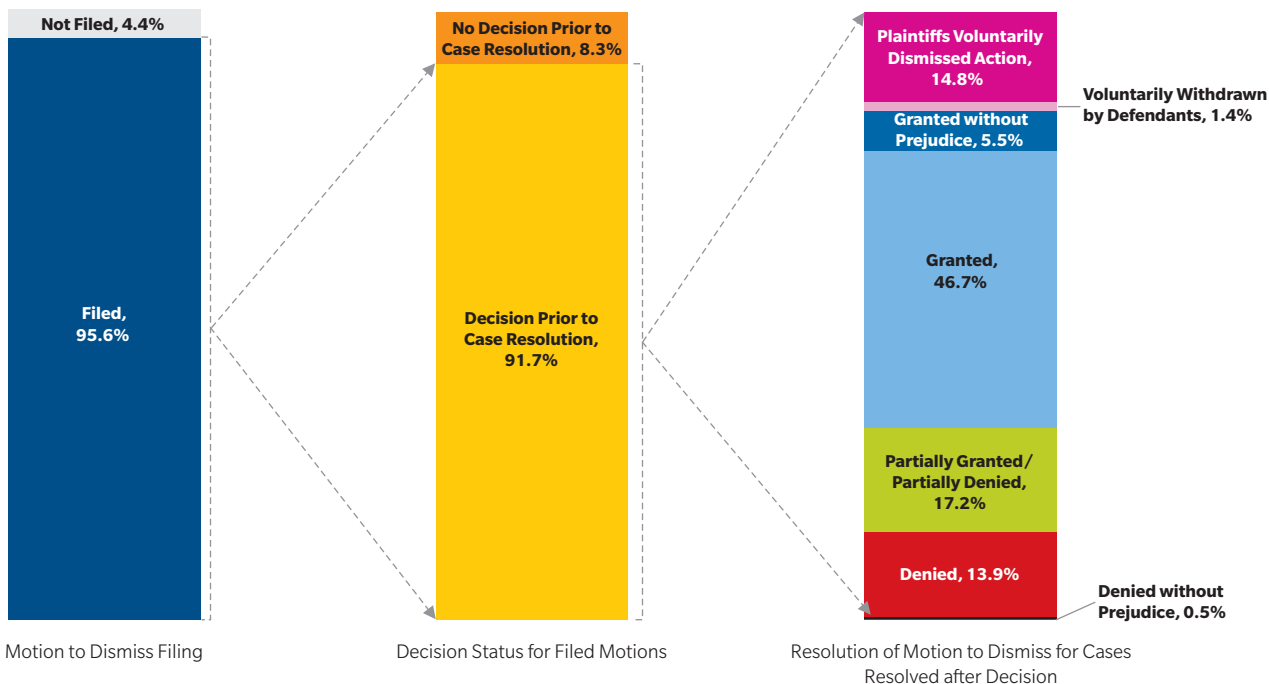 Not Filed, 4.4%
Filed,
95.6%
Motion to Dismiss Filing
No Decision Prior to
Case Resolution, 8.3%
Decision Prior to
Case Resolution,
91.7%
Decision Status for Filed Motions
Plaintiffs Voluntarily
Dismissed Action,
14.8%
Voluntarily Withdrawn
by Defendants, 1.4%
Granted without
Prejudice, 5.5%
Granted,
46.7%
Partially Granted/
Partially Denied,
17.2%
Denied, 13.9%
Denied without
Prejudice, 0.5%
Resolution of Motion to Dismiss for Cases
Resolved after Decision